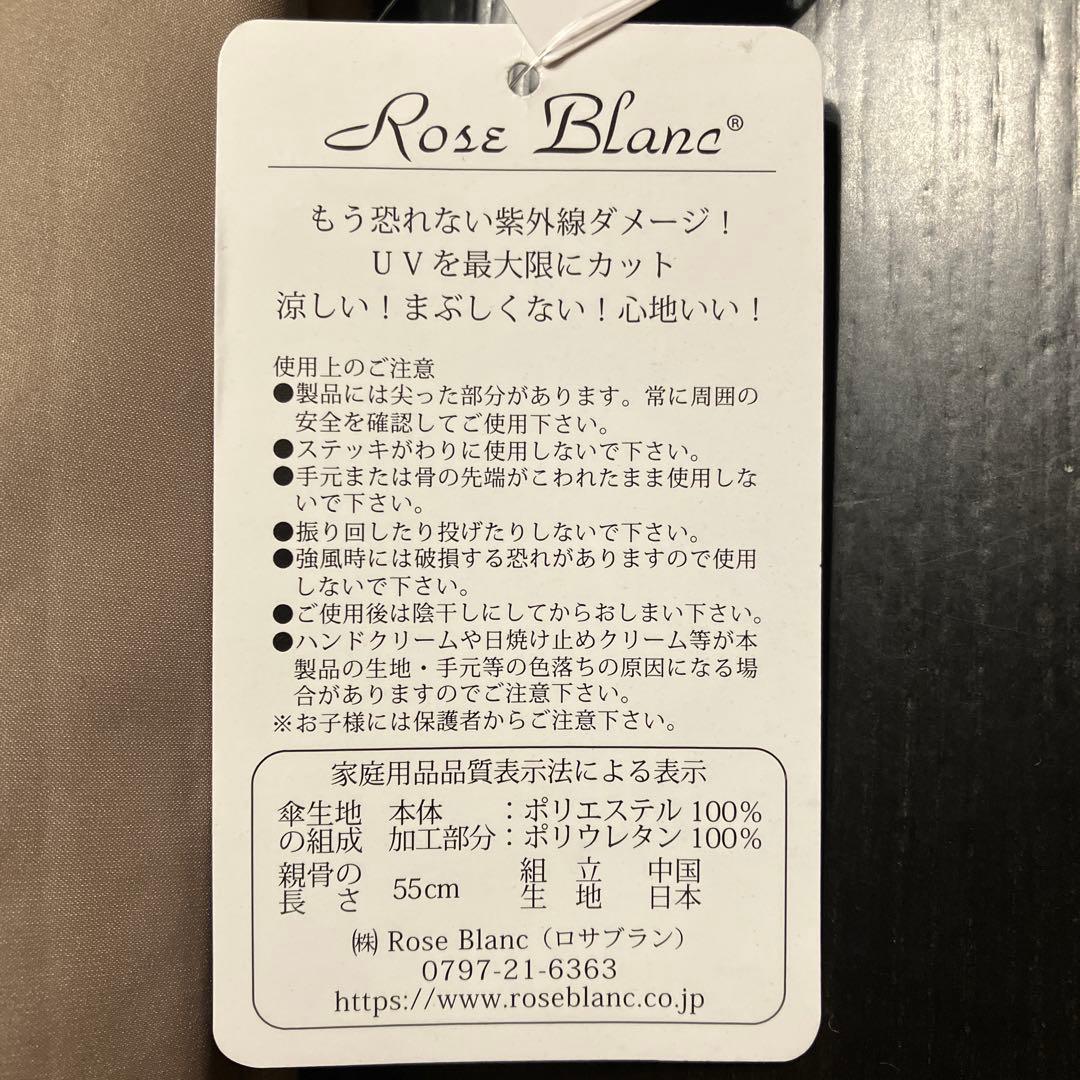 Rose Blanc®
もう恐れない紫外線ダメージ！
ＵＶを最大限にカット
涼しい！まぶしくない！心地いい！
使用上のご注意
●製品には尖った部分があります。常に周囲の
安全を確認してご使用下さい。
●ステッキがわりに使用しないで下さい。
●手元または骨の先端がこわれたまま使用しな
いで下さい。
●振り回したり投げたりしないで下さい。
●強風時には破損する恐れがありますので使用
しないで下さい。
●ご使用後は陰干しにしてからおしまい下さい。
●ハンドクリームや日焼け止めクリーム等が本
製品の生地・手元等の色落ちの原因になる場
合がありますのでご注意下さい。
※お子様には保護者からご注意下さい。
家庭用品品質表示法による表示
傘生地 本体 ：ポリエステル 100%
の組成 加工部分：ポリウレタン 100%
親骨の長さ 55cm
組立 中国
生地 日本
㈱ Rose Blanc（ロサブラン）
0797-21-6363
https://www.roseblanc.co.jp